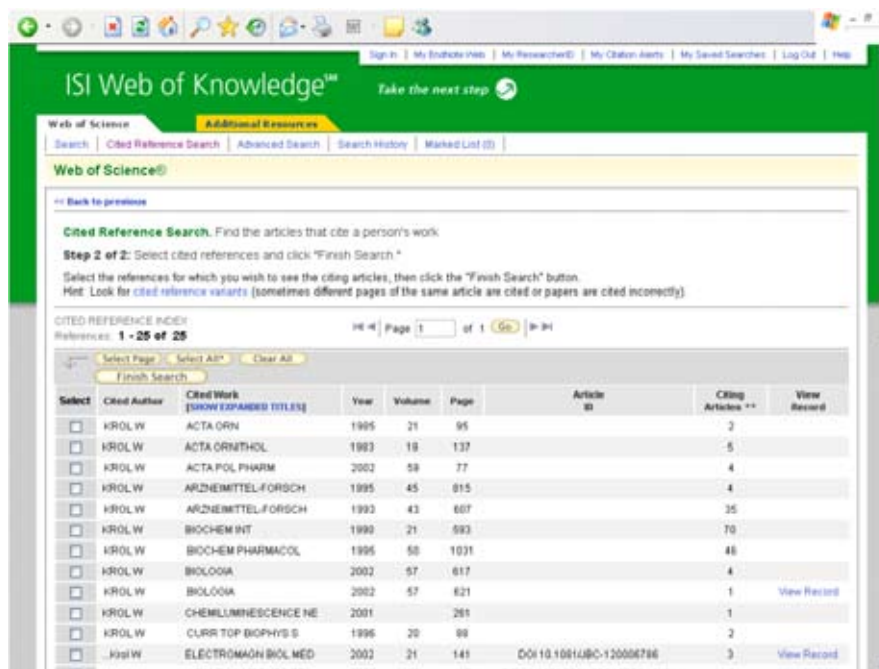 Sign In | My EndNote Web | My ResearcherID | My Citation Alerts | My Saved Searches | Log Out | Help
ISI Web of Knowledge℠ Take the next step
Web of Science Additional Resources
Search | Cited Reference Search | Advanced Search | Search History | Marked List (0)
Web of Science®
<< Back to previous
Cited Reference Search. Find the articles that cite a person's work
Step 2 of 2: Select cited references and click "Finish Search."
Select the references for which you wish to see the citing articles, then click the "Finish Search" button.
Hint: Look for cited reference variants (sometimes different pages of the same article are cited or papers are cited incorrectly).
CITED REFERENCE INDEX
References: 1 - 25 of 25
Page 1 of 1 Go
Select Page Select All* Clear All
Finish Search
Select Cited Author Cited Work [SHOW EXPANDED TITLES] Year Volume Page Article ID Citing Articles ** View Record
KROL W ACTA ORN 1985 21 95 2
KROL W ACTA ORNITHOL 1983 19 137 5
KROL W ACTA POL PHARM 2002 59 77 4
KROL W ARZNEIMITTEL-FORSCH 1995 45 815 4
KROL W ARZNEIMITTEL-FORSCH 1993 43 607 35
KROL W BIOCHEM INT 1990 21 593 70
KROL W BIOCHEM PHARMACOL 1995 50 1031 46
KROL W BIOLOGIA 2002 57 617 4
KROL W BIOLOGIA 2002 57 621 1 View Record
KROL W CHEMILUMINESCENCE NE 2001 261 1
KROL W CURR TOP BIOPHYS S 1996 20 88 2
...Krol W ELECTROMAGN BIOL MED 2002 21 141 DOI 10.1081/JBC-120006786 3 View Record